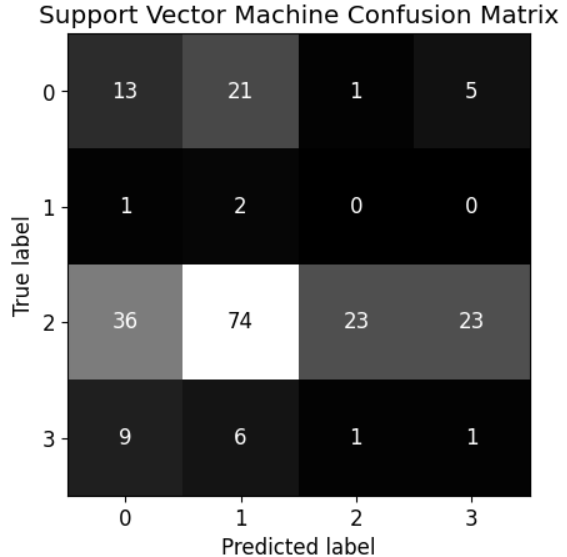 Support Vector Machine Confusion Matrix
True label
0 13 21 1 5
1 1 2 0 0
2 36 74 23 23
3 9 6 1 1
0 1 2 3
Predicted label